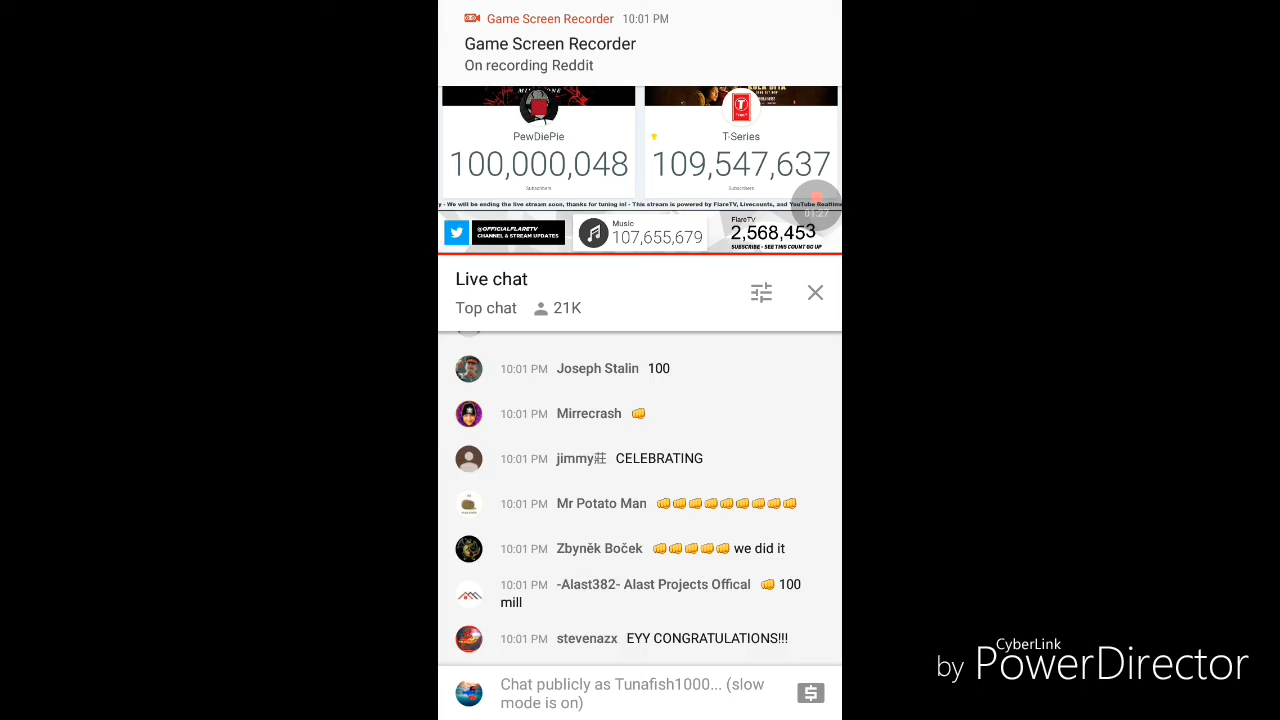 Game Screen Recorder 10:01 PM
Game Screen Recorder
On recording Reddit
PewDiePie
T-Series
100,000,048
109,547,637
Subscribers
Subscribers
y - We will be ending the live stream soon, thanks for tuning in! - This stream is powered by FlareTV, Livecounts, and YouTube Realtime
01:27
@OFFICIALFLARETV
CHANNEL & STREAM UPDATES
Music
107,655,679
FlareTV
2,568,453
SUBSCRIBE - SEE THIS COUNT GO UP
Live chat
Top chat 21K
10:01 PM Joseph Stalin 100
10:01 PM Mirrecrash 👊
10:01 PM jimmy莊 CELEBRATING
10:01 PM Mr Potato Man 👊👊👊👊👊👊👊👊👊
10:01 PM Zbyněk Boček 👊👊👊👊👊 we did it
10:01 PM -Alast382- Alast Projects Offical 👊 100
mill
10:01 PM stevenazx EYY CONGRATULATIONS!!!
Chat publicly as Tunafish1000... (slow
mode is on)
CyberLink
by PowerDirector